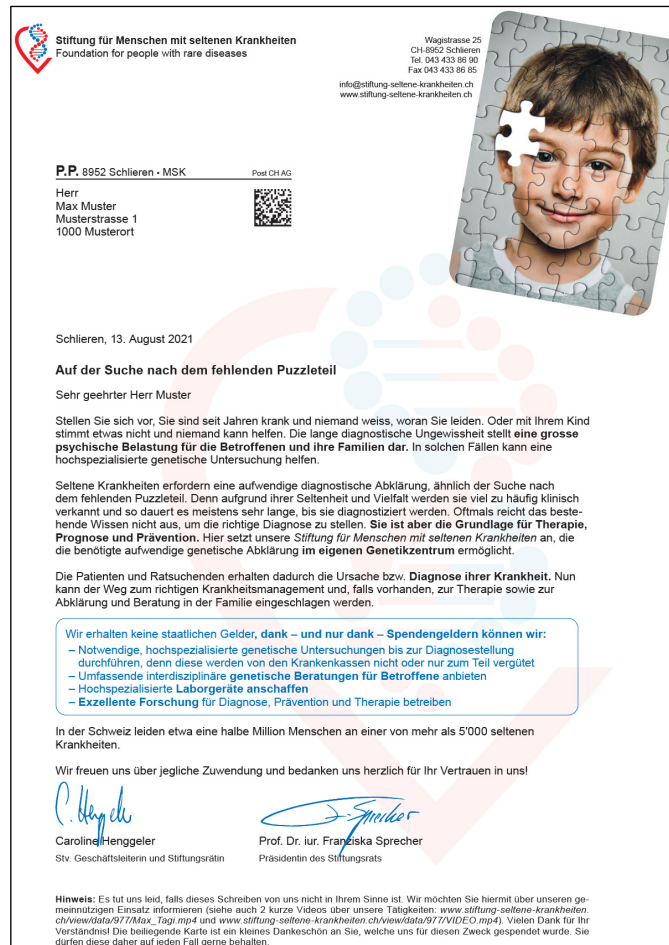 Stiftung für Menschen mit seltenen Krankheiten
Foundation for people with rare diseases
Wagistrasse 25
CH-8952 Schlieren
Tel. 043 433 86 90
Fax 043 433 86 85
info@stiftung-seltene-krankheiten.ch
www.stiftung-seltene-krankheiten.ch
P.P. 8952 Schlieren • MSK Post CH AG
Herr
Max Muster
Musterstrasse 1
1000 Musterort
Schlieren, 13. August 2021
Auf der Suche nach dem fehlenden Puzzleteil
Sehr geehrter Herr Muster
Stellen Sie sich vor, Sie sind seit Jahren krank und niemand weiss, woran Sie leiden. Oder mit Ihrem Kind
stimmt etwas nicht und niemand kann helfen. Die lange diagnostische Ungewissheit stellt eine grosse
psychische Belastung für die Betroffenen und ihre Familien dar. In solchen Fällen kann eine
hochspezialisierte genetische Untersuchung helfen.
Seltene Krankheiten erfordern eine aufwendige diagnostische Abklärung, ähnlich der Suche nach
dem fehlenden Puzzleteil. Denn aufgrund ihrer Seltenheit und Vielfalt werden sie viel zu häufig klinisch
verkannt und so dauert es meistens sehr lange, bis sie diagnostiziert werden. Oftmals reicht das beste-
hende Wissen nicht aus, um die richtige Diagnose zu stellen. Sie ist aber die Grundlage für Therapie,
Prognose und Prävention. Hier setzt unsere Stiftung für Menschen mit seltenen Krankheiten an, die
die benötigte aufwendige genetische Abklärung im eigenen Genetikzentrum ermöglicht.
Die Patienten und Ratsuchenden erhalten dadurch die Ursache bzw. Diagnose ihrer Krankheit. Nun
kann der Weg zum richtigen Krankheitsmanagement und, falls vorhanden, zur Therapie sowie zur
Abklärung und Beratung in der Familie eingeschlagen werden.
Wir erhalten keine staatlichen Gelder, dank – und nur dank – Spendengeldern können wir:
– Notwendige, hochspezialisierte genetische Untersuchungen bis zur Diagnosestellung
durchführen, denn diese werden von den Krankenkassen nicht oder nur zum Teil vergütet
– Umfassende interdisziplinäre genetische Beratungen für Betroffene anbieten
– Hochspezialisierte Laborgeräte anschaffen
– Exzellente Forschung für Diagnose, Prävention und Therapie betreiben
In der Schweiz leiden etwa eine halbe Million Menschen an einer von mehr als 5'000 seltenen
Krankheiten.
Wir freuen uns über jegliche Zuwendung und bedanken uns herzlich für Ihr Vertrauen in uns!
C. Henggeler F. Sprecher
Caroline Henggeler Prof. Dr. iur. Franziska Sprecher
Stv. Geschäftsleiterin und Stiftungsrätin Präsidentin des Stiftungsrats
Hinweis: Es tut uns leid, falls dieses Schreiben von uns nicht in Ihrem Sinne ist. Wir möchten Sie hiermit über unseren ge-
meinnützigen Einsatz informieren (siehe auch 2 kurze Videos über unsere Tätigkeiten: www.stiftung-seltene-krankheiten.
ch/view/data/977/Max_Tagi.mp4 und www.stiftung-seltene-krankheiten.ch/view/data/977/VIDEO.mp4). Vielen Dank für Ihr
Verständnis! Die beiliegende Karte ist ein kleines Dankeschön an Sie, welche uns für diesen Zweck gespendet wurde. Sie
dürfen diese daher auf jeden Fall gerne behalten.